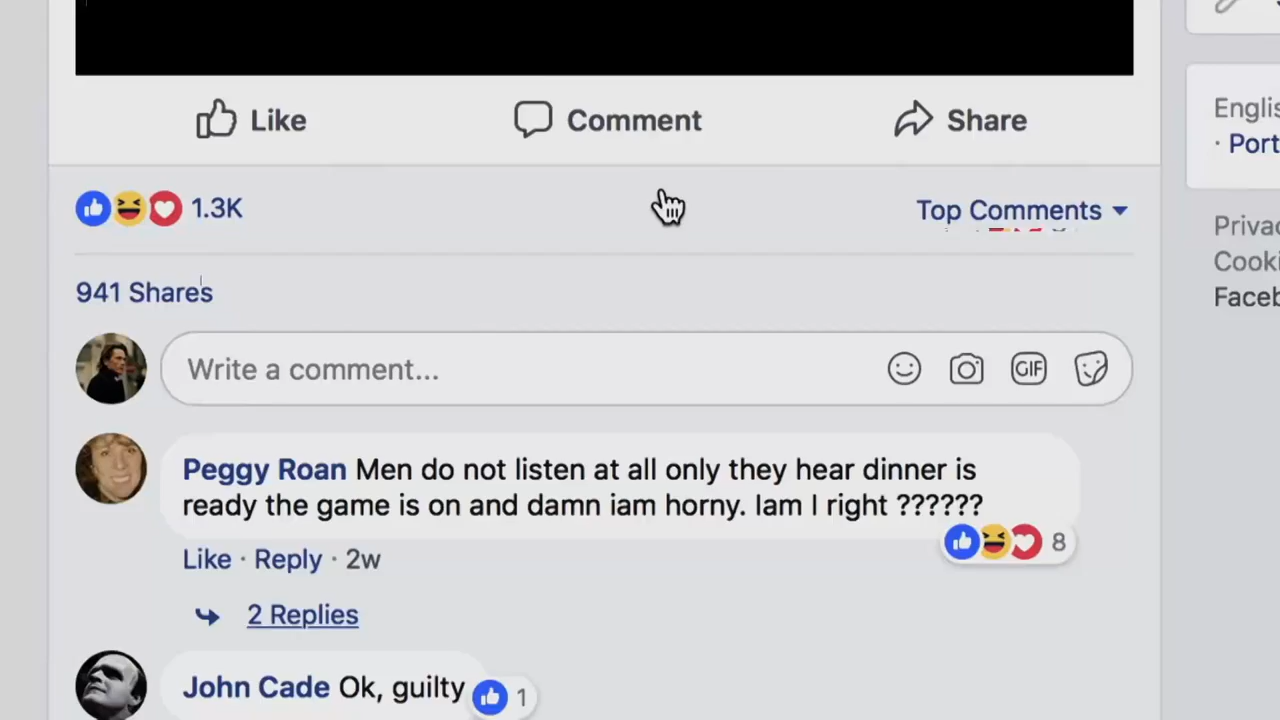 Like
Comment
Share
1.3K
Top Comments
941 Shares
Write a comment...
GIF
Peggy Roan Men do not listen at all only they hear dinner is
ready the game is on and damn iam horny. Iam I right ??????
8
Like · Reply · 2w
2 Replies
John Cade Ok, guilty
1
Englis
· Port
Privac
Cooki
Faceb